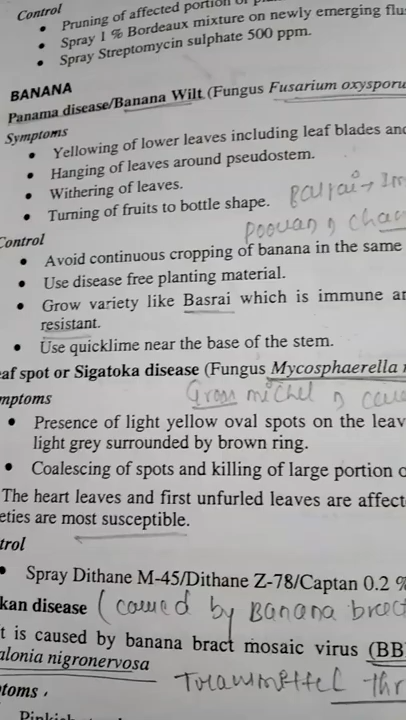 Control
• Pruning of affected portion
• Spray 1 % Bordeaux mixture on newly emerging flu
• Spray Streptomycin sulphate 500 ppm.
BANANA
Panama disease/Banana Wilt (Fungus Fusarium oxysporu
Symptoms
• Yellowing of lower leaves including leaf blades and
• Hanging of leaves around pseudostem.
• Withering of leaves.
• Turning of fruits to bottle shape.
Control
• Avoid continuous cropping of banana in the same
• Use disease free planting material.
• Grow variety like Basrai which is immune an
resistant.
• Use quicklime near the base of the stem.
eaf spot or Sigatoka disease (Fungus Mycosphaerella
Gross michel
mptoms
• Presence of light yellow oval spots on the leav
light grey surrounded by brown ring.
• Coalescing of spots and killing of large portion o
The heart leaves and first unfurled leaves are affect
eties are most susceptible.
trol
• Spray Dithane M-45/Dithane Z-78/Captan 0.2 %
kan disease (caused by Banana
t is caused by banana bract mosaic virus (BB
alonia nigronervosa
toms